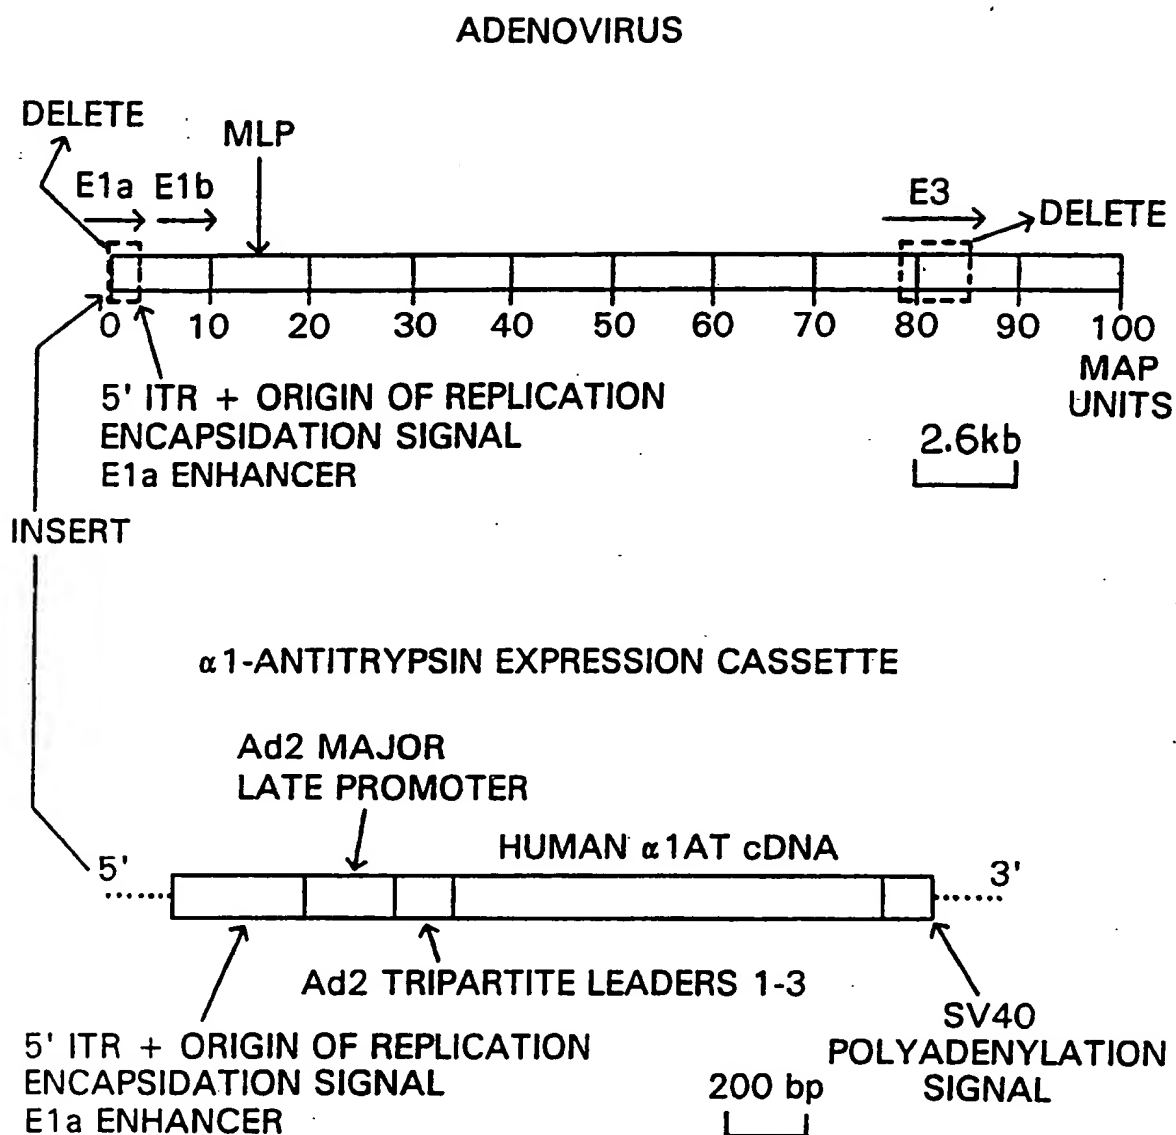 ADENOVIRUS
DELETE
MLP
E1a E1b
E3
DELETE
0 10 20 30 40 50 60 70 80 90 100
MAP
UNITS
5' ITR + ORIGIN OF REPLICATION
ENCAPSIDATION SIGNAL
E1a ENHANCER
2.6kb
INSERT
α1-ANTITRYPSIN EXPRESSION CASSETTE
Ad2 MAJOR
LATE PROMOTER
HUMAN α1AT cDNA
5'
3'
Ad2 TRIPARTITE LEADERS 1-3
5' ITR + ORIGIN OF REPLICATION
ENCAPSIDATION SIGNAL
E1a ENHANCER
SV40
POLYADENYLATION
SIGNAL
200 bp